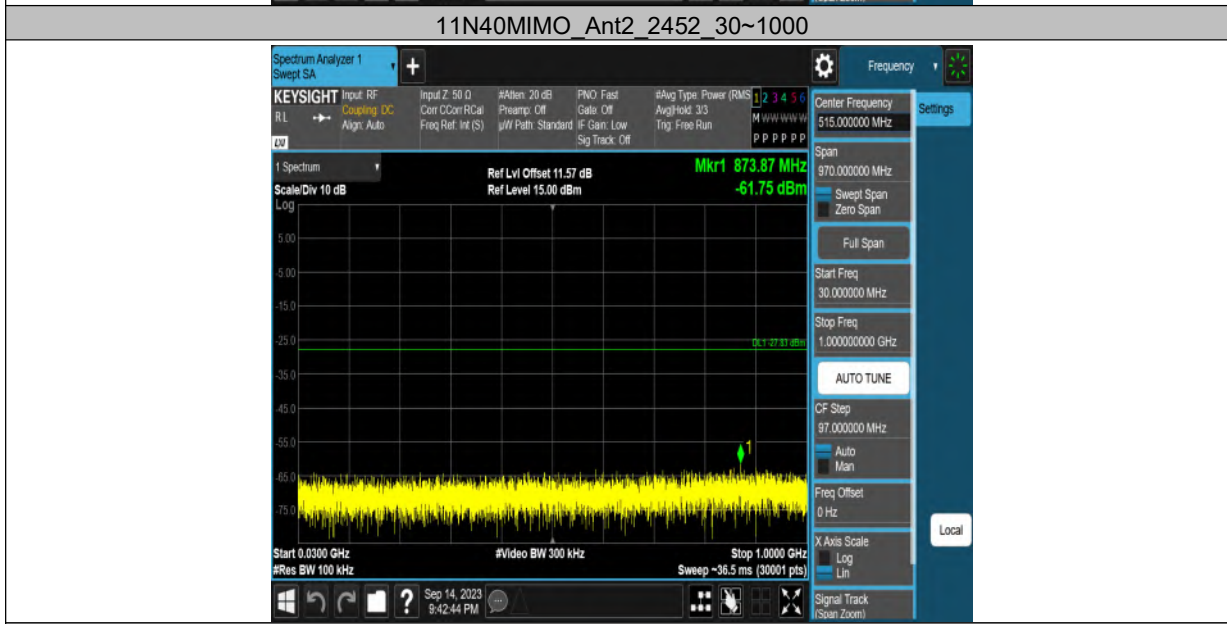 11N40MIMO_Ant2_2452_30~1000
Spectrum Analyzer 1
Swept SA
+
Frequency
KEYSIGHT
RL
Input: RF
Coupling: DC
Align: Auto
Input Z: 50 Ω
Corr CCorr RCal
Freq Ref: Int (S)
#Atten: 20 dB
Preamp: Off
µW Path: Standard
PNO: Fast
Gate: Off
IF Gain: Low
Sig Track: Off
#Avg Type: Power (RMS
Avg|Hold: 3/3
Trig: Free Run
1 2 3 4 5 6
M W W W W W
P P P P P P
1 Spectrum
Scale/Div 10 dB
Log
Ref Lvl Offset 11.57 dB
Ref Level 15.00 dBm
Mkr1 873.87 MHz
-61.75 dBm
5.00
-5.00
-15.0
-25.0
-35.0
-45.0
-55.0
-65.0
-75.0
1
Start 0.0300 GHz
#Res BW 100 kHz
#Video BW 300 kHz
Stop 1.0000 GHz
Sweep ~36.5 ms (30001 pts)
Center Frequency
515.000000 MHz
Settings
Span
970.000000 MHz
Swept Span
Zero Span
Full Span
Start Freq
30.000000 MHz
Stop Freq
1.000000000 GHz
AUTO TUNE
CF Step
97.000000 MHz
Auto
Man
Freq Offset
0 Hz
X Axis Scale
Log
Lin
Signal Track
(Span Zoom)
Local
?
Sep 14, 2023
9:42:44 PM